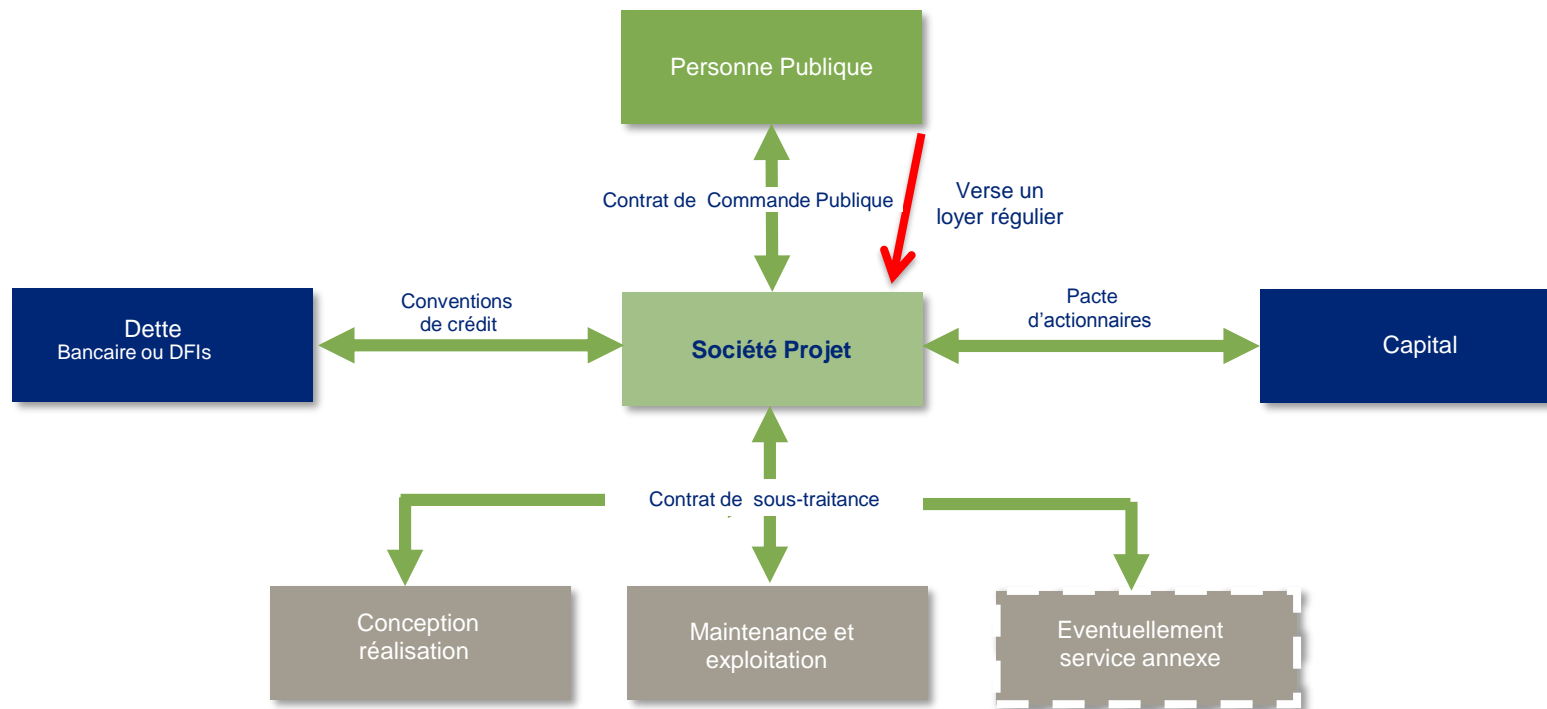 Personne Publique
Contrat de Commande Publique
Verse un
loyer régulier
Dette
Bancaire ou DFIs
Conventions
de crédit
Société Projet
Pacte
d'actionnaires
Capital
Contrat de sous-traitance
Conception
réalisation
Maintenance et
exploitation
Eventuellement
service annexe